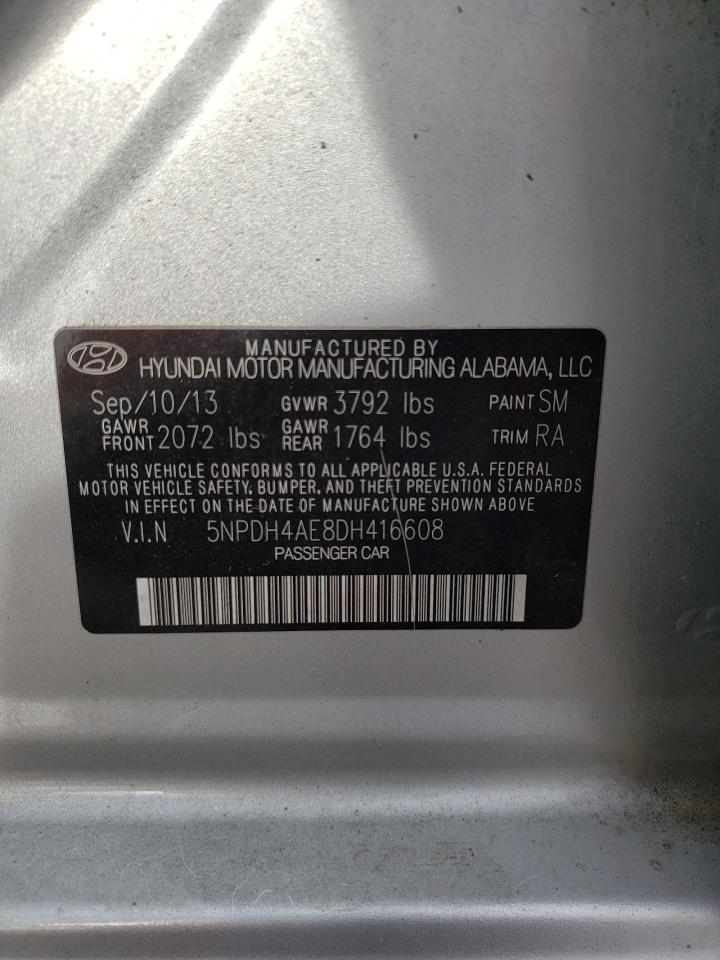 MANUFACTURED BY
HYUNDAI MOTOR MANUFACTURING ALABAMA, LLC
Sep/10/13 GVWR 3792 lbs PAINT SM
GAWR FRONT 2072 lbs GAWR REAR 1764 lbs TRIM RA
THIS VEHICLE CONFORMS TO ALL APPLICABLE U.S.A. FEDERAL
MOTOR VEHICLE SAFETY, BUMPER, AND THEFT PREVENTION STANDARDS
IN EFFECT ON THE DATE OF MANUFACTURE SHOWN ABOVE
V.I.N 5NPDH4AE8DH416608
PASSENGER CAR